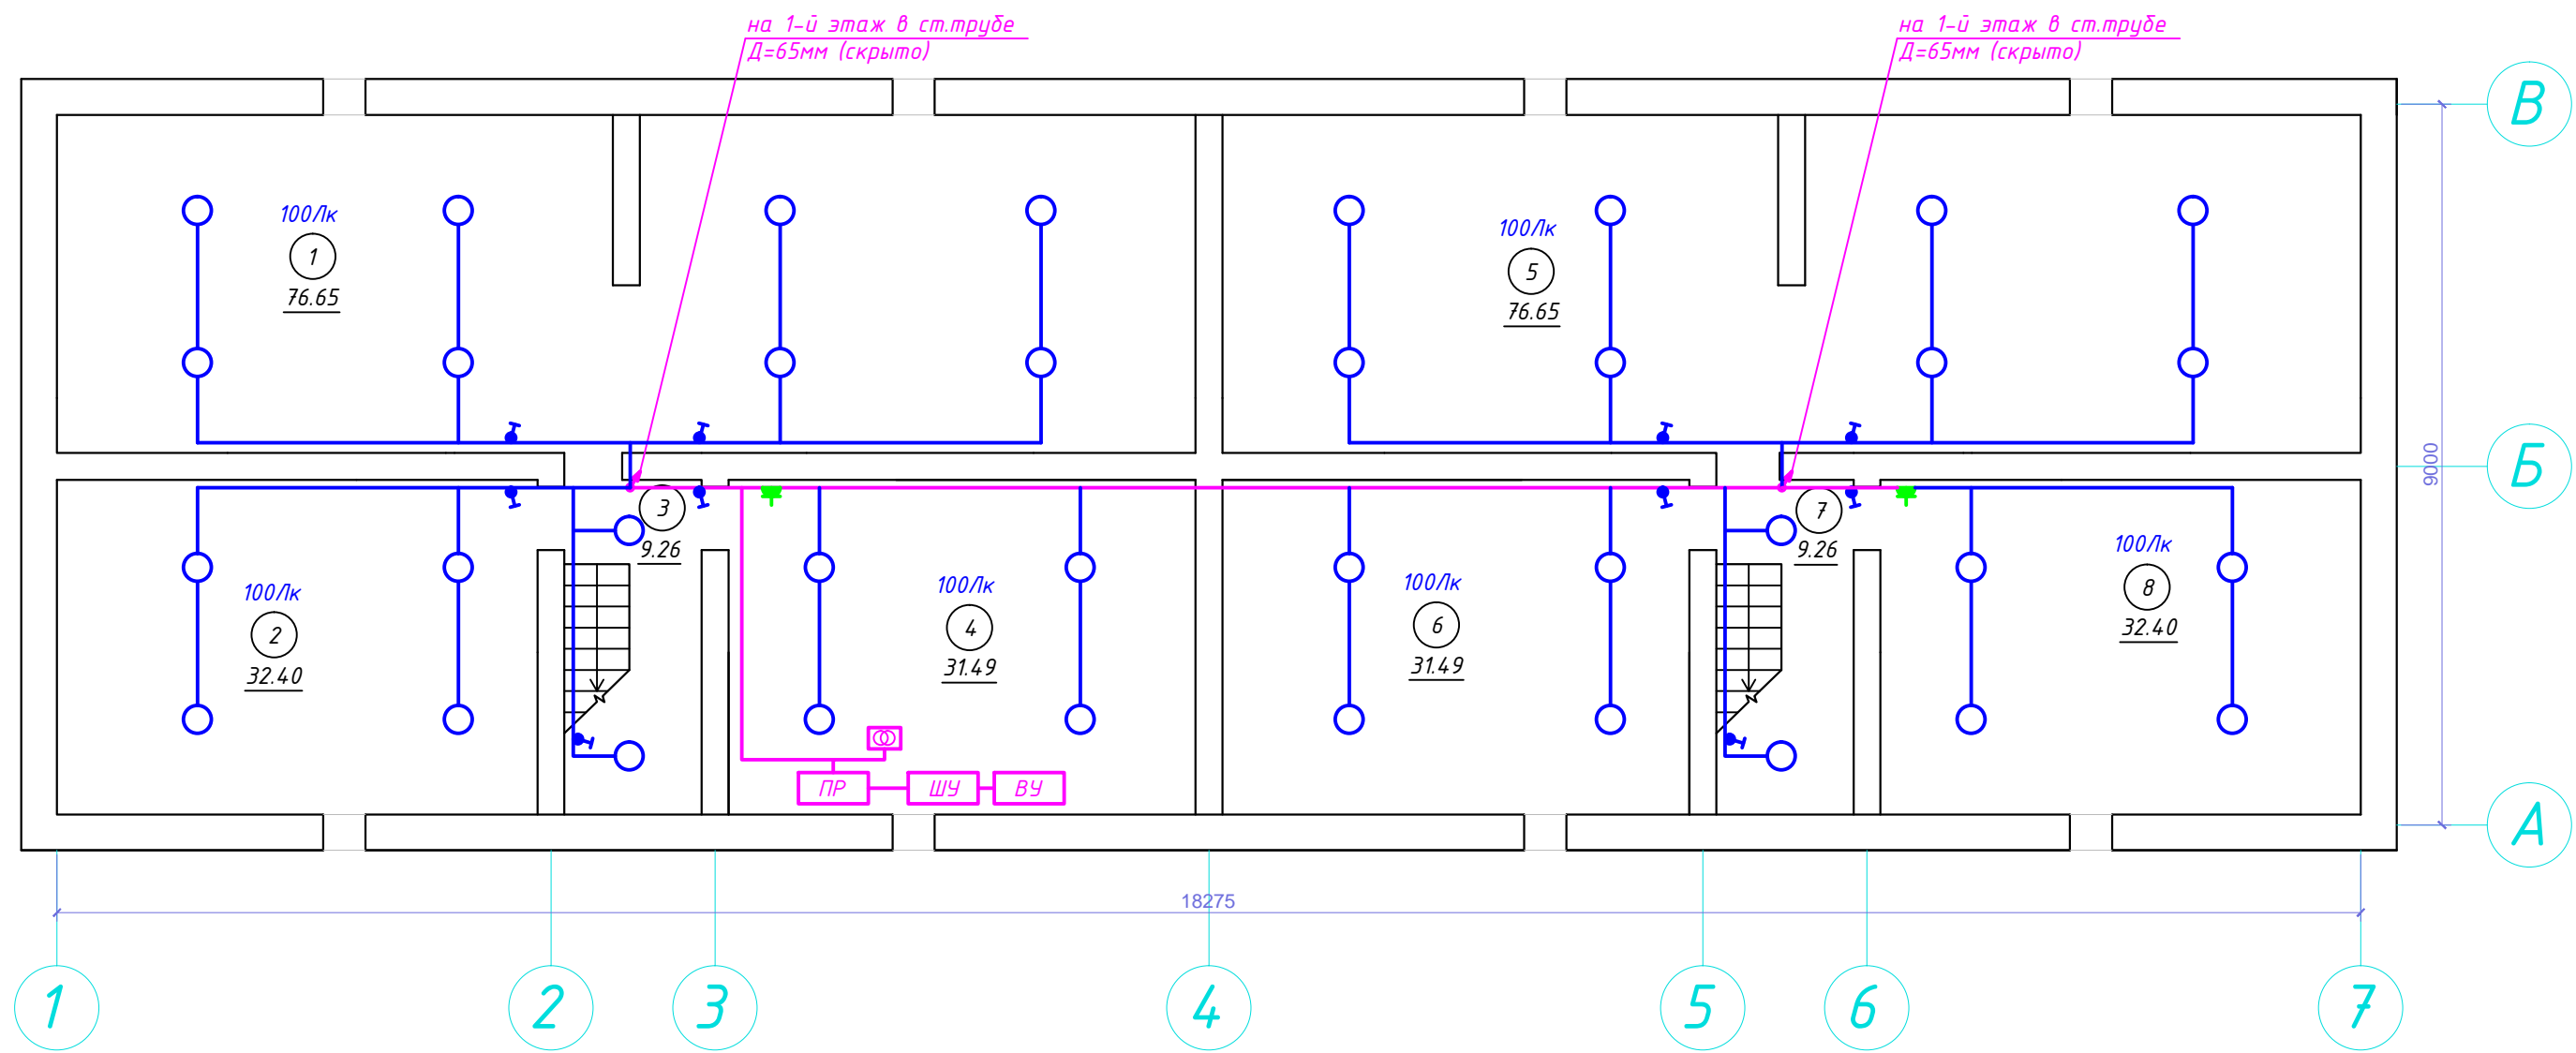 на 1-й этаж в ст.трубе
Д=65мм (скрыто)
на 1-й этаж в ст.трубе
Д=65мм (скрыто)
В
100Лк
1
76.65
100Лк
5
76.65
Б
9000
3
9.26
7
9.26
100Лк
2
32.40
100Лк
4
31.49
100Лк
6
31.49
100Лк
8
32.40
ПР
ШУ
ВУ
А
18275
1
2
3
4
5
6
7